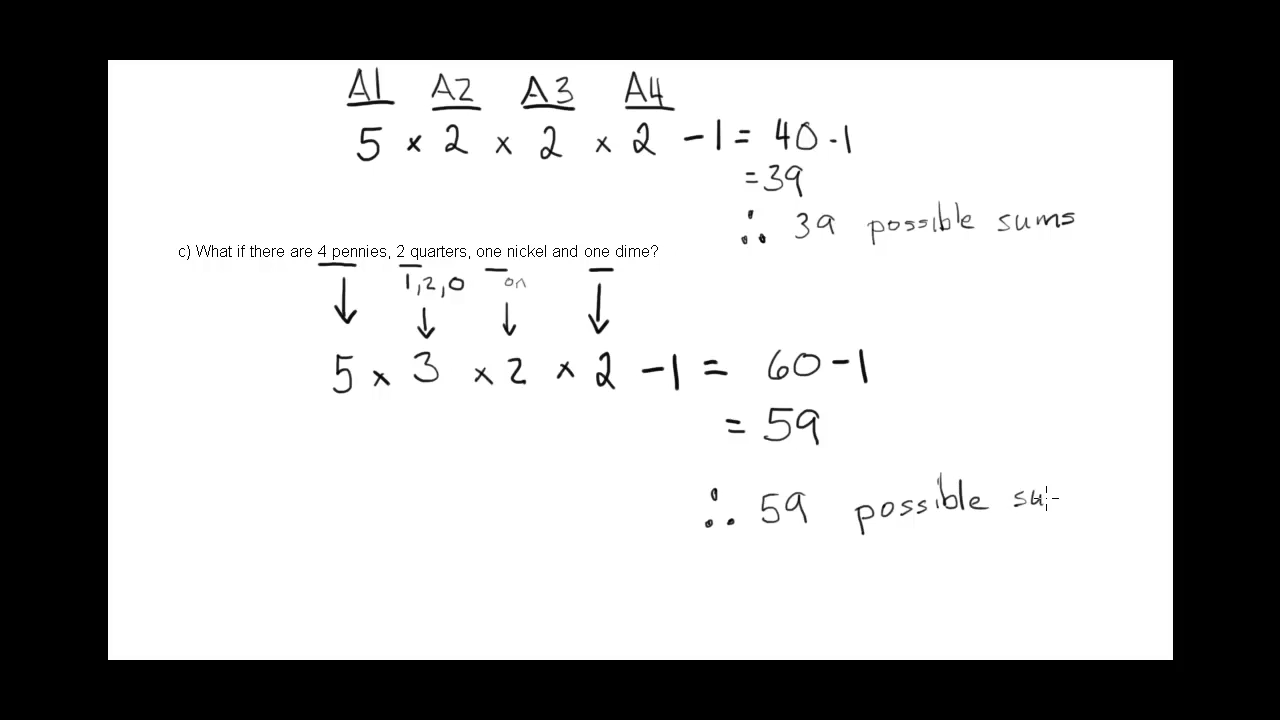 A1 A2 A3 A4
5 × 2 × 2 × 2 - 1 = 40 - 1
= 39
∴ 39 possible sums
c) What if there are 4 pennies, 2 quarters, one nickel and one dime?
1, 2, 0 on
5 × 3 × 2 × 2 - 1 = 60 - 1
= 59
∴ 59 possible su